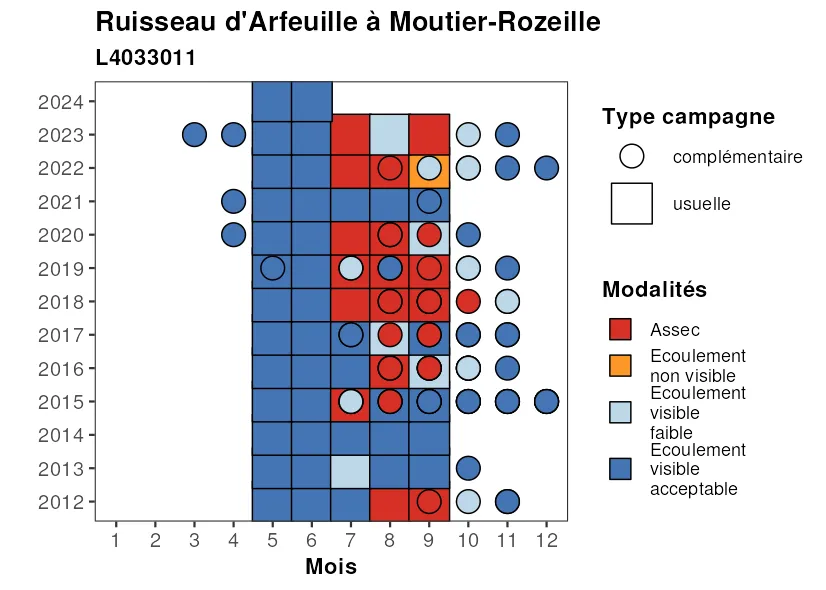 Ruisseau d'Arfeuille à Moutier-Rozeille
L4033011
2024
2023
2022
2021
2020
2019
2018
2017
2016
2015
2014
2013
2012
1 2 3 4 5 6 7 8 9 10 11 12
Mois
Type campagne
complémentaire
usuelle
Modalités
Assec
Ecoulement
non visible
Ecoulement
visible
faible
Ecoulement
visible
acceptable